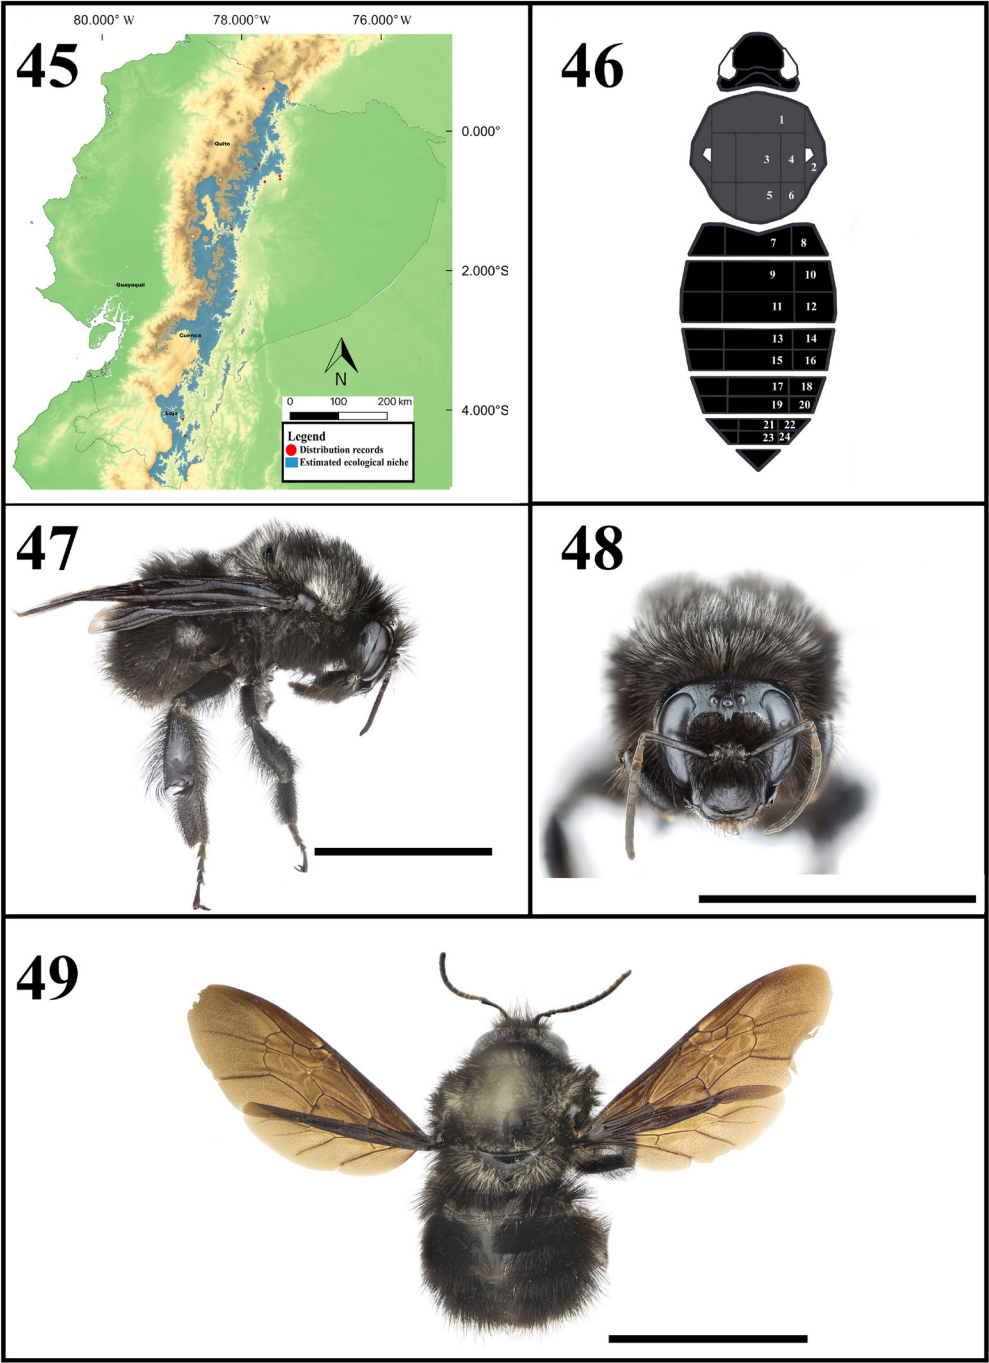 80.000° W 78.000° W 76.000° W
45
0.000°
Quito
2.000°S
Guayaquil
Cuenca
N
0 100 200 km
4.000°S
Loja
Legend
Distribution records
Estimated ecological niche
46
1
3 4 2
5 6
7 8
9 10
11 12
13 14
15 16
17 18
19 20
21 22
23 24
47
48
49